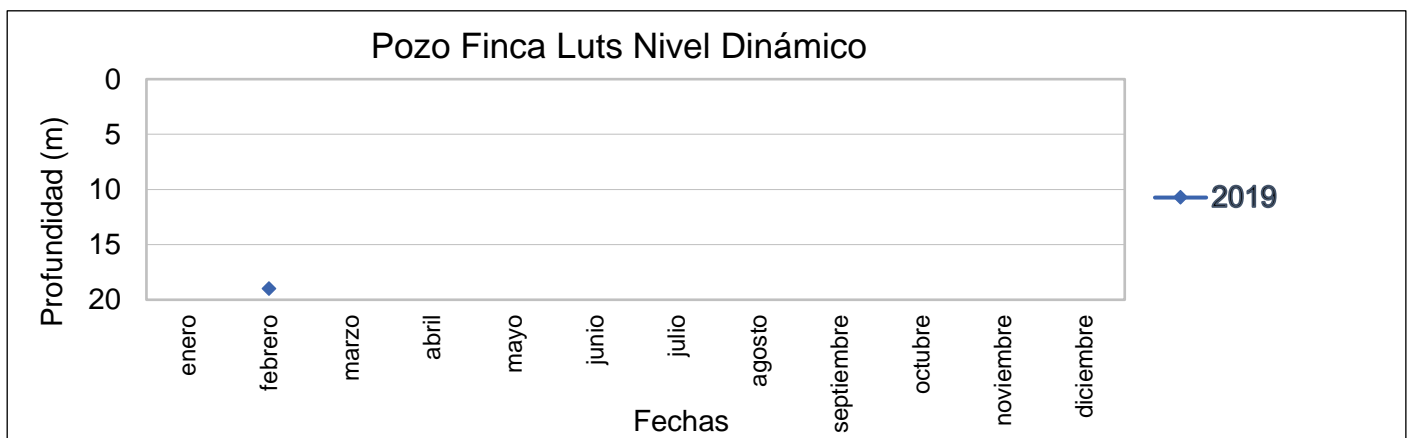 Pozo Finca Luts Nivel Dinámico
Profundidad (m)
0
5
10
15
20
enero
febrero
marzo
abril
mayo
junio
julio
agosto
septiembre
octubre
noviembre
diciembre
Fechas
2019